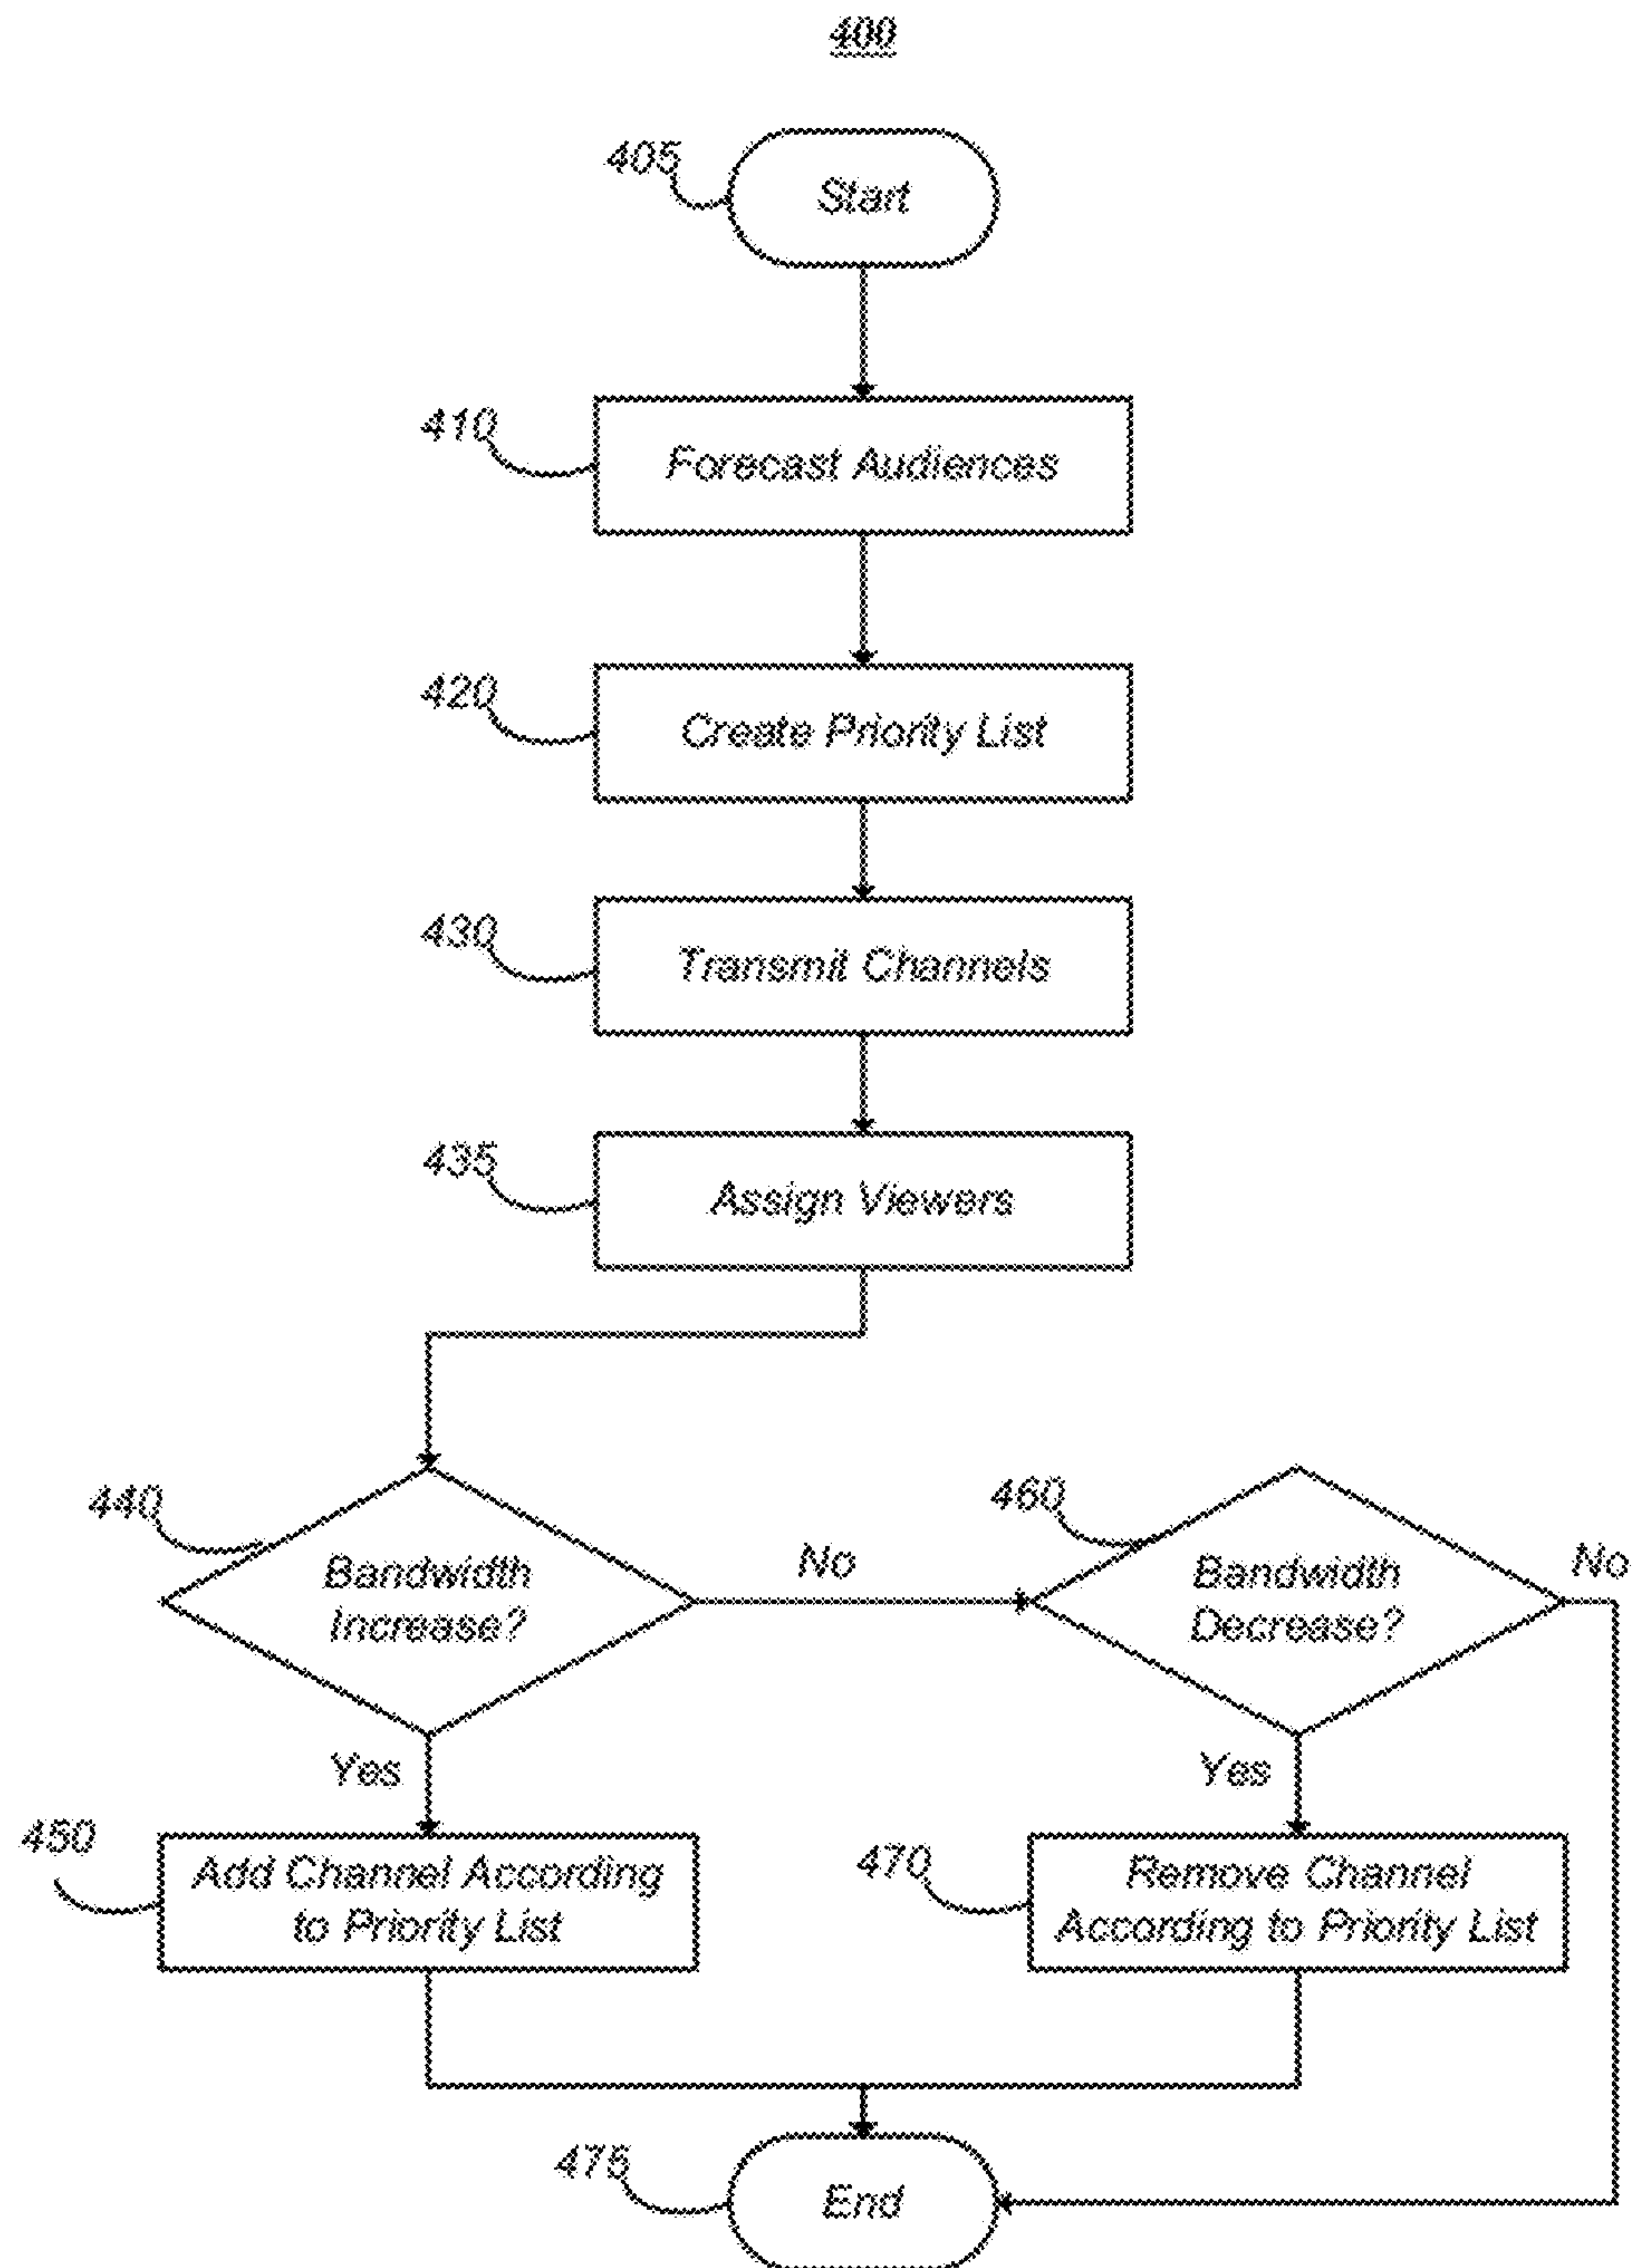 400
405
Start
410
Forecast Audiences
420
Create Priority List
430
Transmit Channels
435
Assign Viewers
440
Bandwidth
Increase?
No
460
Bandwidth
Decrease?
No
Yes
Yes
450
Add Channel According
to Priority List
470
Remove Channel
According to Priority List
475
End